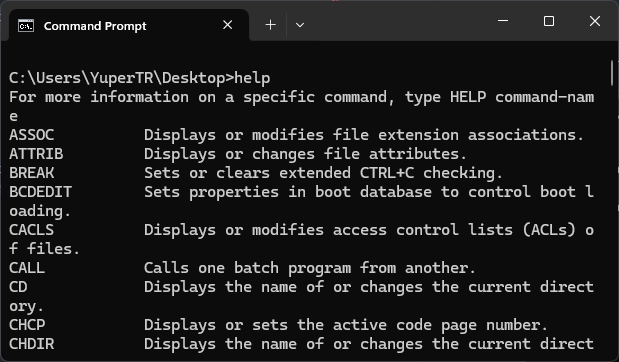 Command Prompt
C:\Users\YuperTR\Desktop>help
For more information on a specific command, type HELP command-nam
e
ASSOC          Displays or modifies file extension associations.
ATTRIB         Displays or changes file attributes.
BREAK          Sets or clears extended CTRL+C checking.
BCDEDIT        Sets properties in boot database to control boot l
oading.
CACLS          Displays or modifies access control lists (ACLs) o
f files.
CALL           Calls one batch program from another.
CD             Displays the name of or changes the current direct
ory.
CHCP           Displays or sets the active code page number.
CHDIR          Displays the name of or changes the current direct